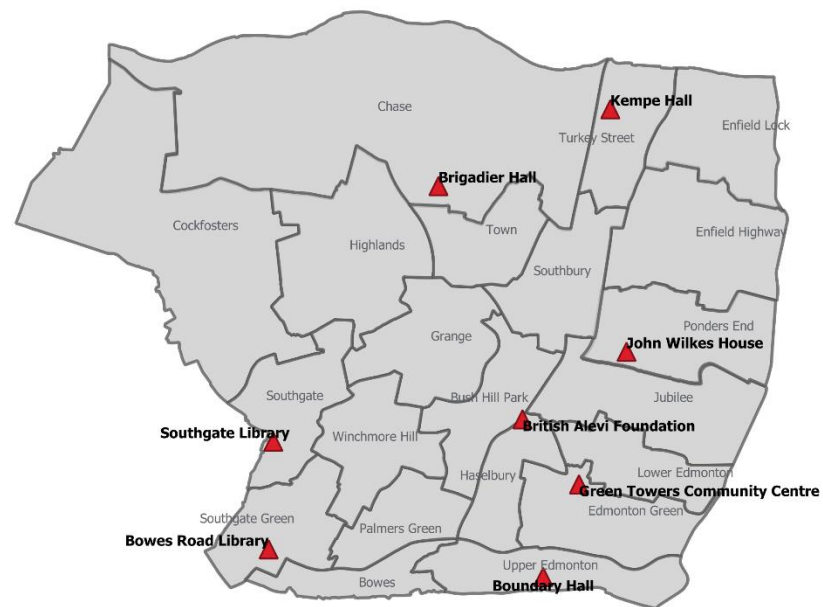 Kempe Hall
Chase
Enfield Lock
Turkey Street
Brigadier Hall
Cockfosters
Town
Enfield Highway
Highlands
Southbury
Ponders End
Grange
John Wilkes House
Southgate
Bush Hill Park
Jubilee
British Alevi Foundation
Southgate Library
Winchmore Hill
Haselbury
Lower Edmonton
Green Towers Community Centre
Edmonton Green
Southgate Green
Palmers Green
Bowes Road Library
Upper Edmonton
Bowes
Boundary Hall